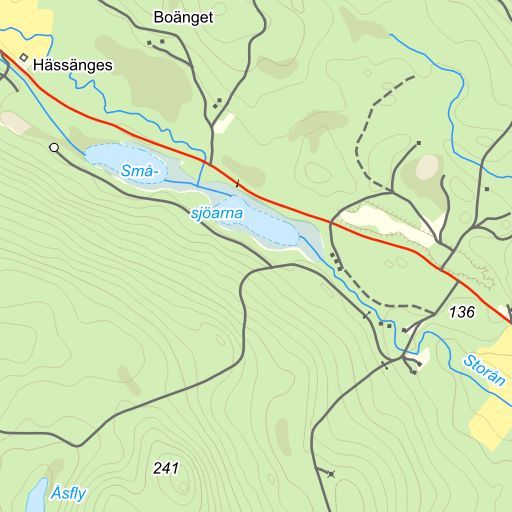 Boänget
Hässänges
Små-
sjöarna
136
Storån
241
Åsfly